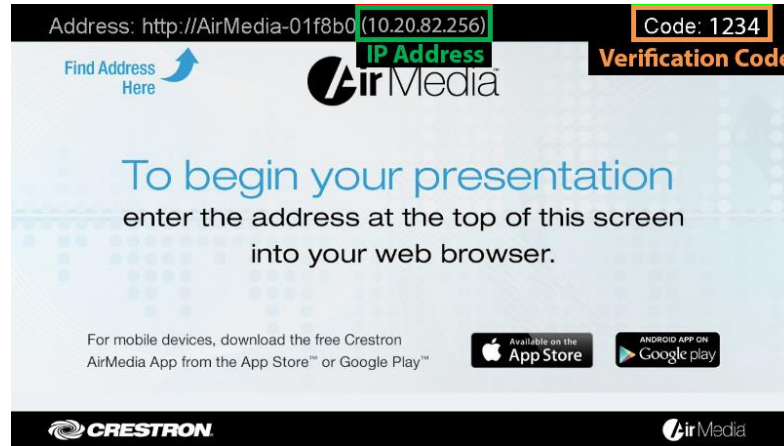 Address: http://AirMedia-01f8b0 (10.20.82.256)
Code: 1234
IP Address
Verification Code
Find Address
Here
AirMedia
To begin your presentation
enter the address at the top of this screen
into your web browser.
For mobile devices, download the free Crestron
AirMedia App from the App Store™ or Google Play™
Available on the
App Store
ANDROID APP ON
Google play
CRESTRON
AirMedia